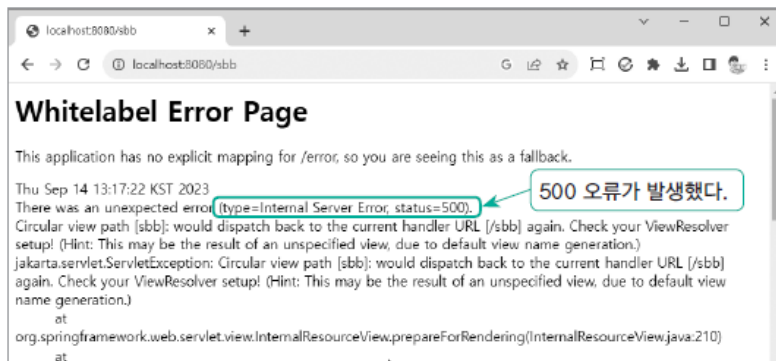 localhost:8080/sbb
localhost:8080/sbb
Whitelabel Error Page
This application has no explicit mapping for /error, so you are seeing this as a fallback.
Thu Sep 14 13:17:22 KST 2023
There was an unexpected error (type=Internal Server Error, status=500).
500 오류가 발생했다.
Circular view path [sbb]: would dispatch back to the current handler URL [/sbb] again. Check your ViewResolver
setup! (Hint: This may be the result of an unspecified view, due to default view name generation.)
jakarta.servlet.ServletException: Circular view path [sbb]: would dispatch back to the current handler URL [/sbb]
again. Check your ViewResolver setup! (Hint: This may be the result of an unspecified view, due to default view
name generation.)
at
org.springframework.web.servlet.view.InternalResourceView.prepareForRendering(InternalResourceView.java:210)
at